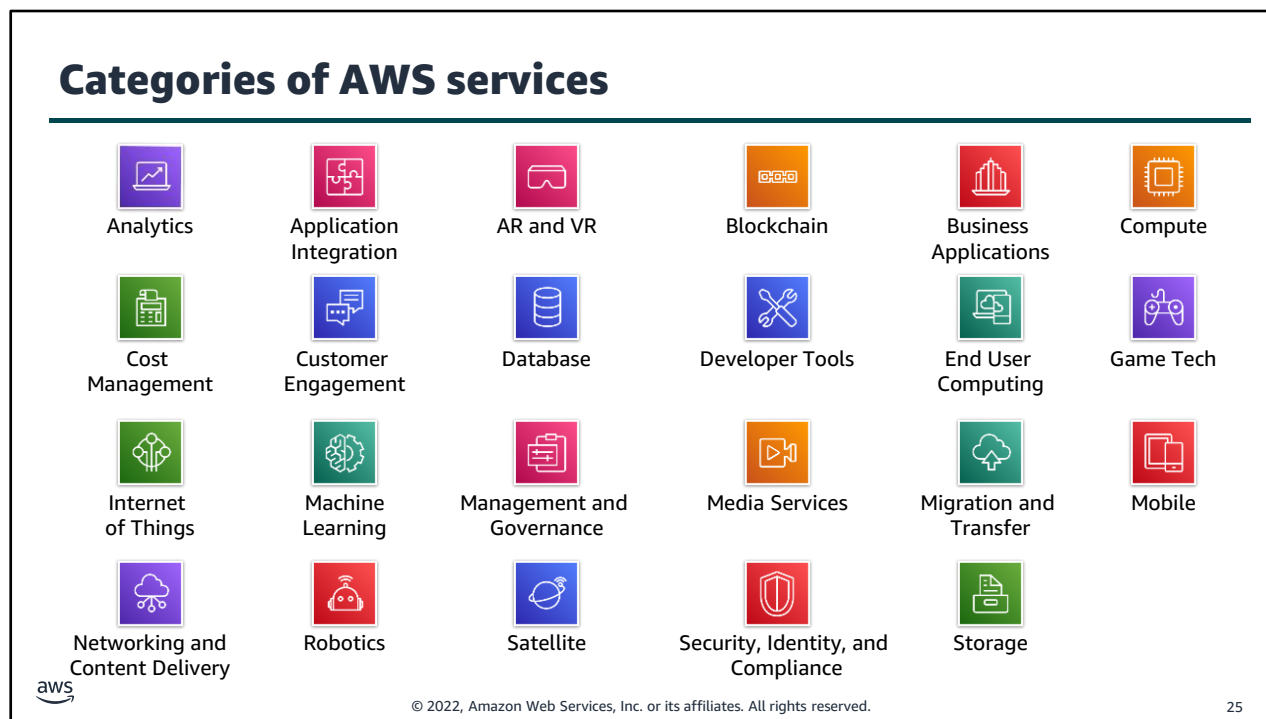 Categories of AWS services
Analytics
Application
Integration
AR and VR
Blockchain
Business
Applications
Compute
Cost
Management
Customer
Engagement
Database
Developer Tools
End User
Computing
Game Tech
Internet
of Things
Machine
Learning
Management and
Governance
Media Services
Migration and
Transfer
Mobile
Networking and
Content Delivery
Robotics
Satellite
Security, Identity, and
Compliance
Storage
aws
© 2022, Amazon Web Services, Inc. or its affiliates. All rights reserved.
25